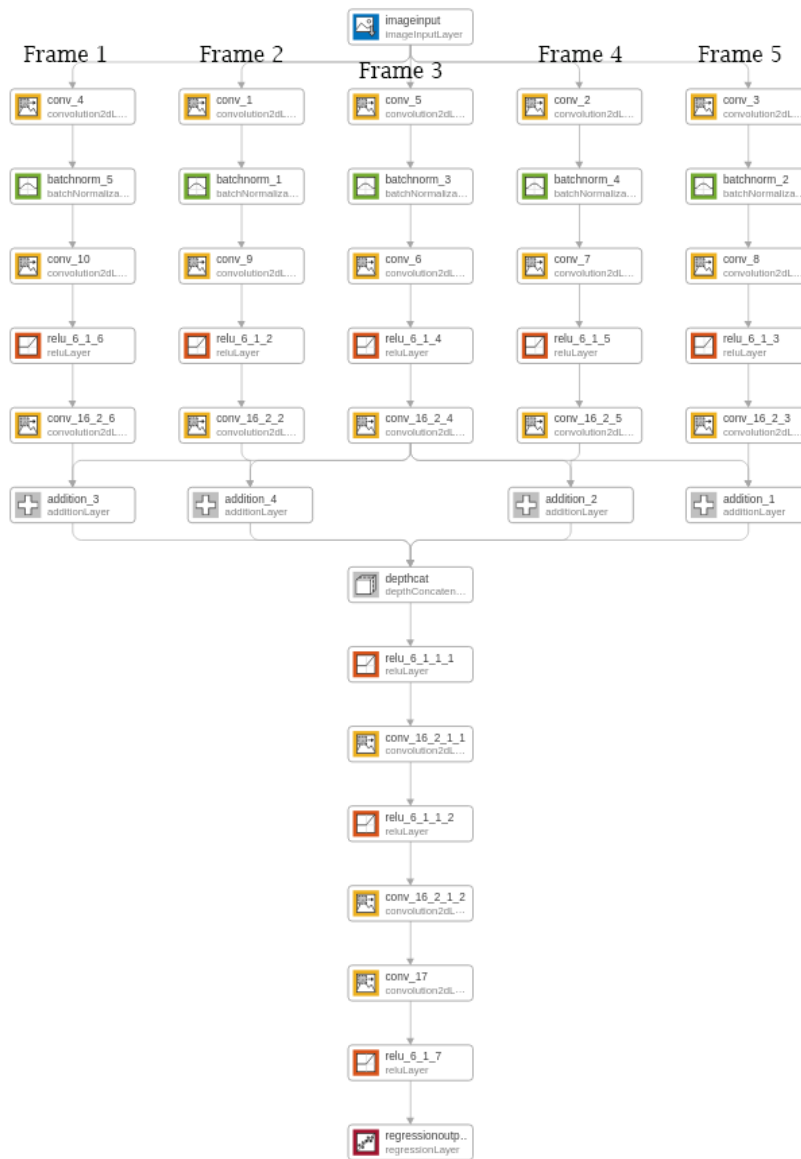 imageinput
imageInputLayer
Frame 1 Frame 2 Frame 4 Frame 5
Frame 3
conv_4 conv_1 conv_5 conv_2 conv_3
convolution2dL... convolution2dL... convolution2dL... convolution2dL... convolution2dL...
batchnorm_5 batchnorm_1 batchnorm_3 batchnorm_4 batchnorm_2
batchNormaliza... batchNormaliza... batchNormaliza... batchNormaliza... batchNormaliza...
conv_10 conv_9 conv_6 conv_7 conv_8
convolution2dL... convolution2dL... convolution2dL... convolution2dL... convolution2dL...
relu_6_1_6 relu_6_1_2 relu_6_1_4 relu_6_1_5 relu_6_1_3
reluLayer reluLayer reluLayer reluLayer reluLayer
conv_16_2_6 conv_16_2_2 conv_16_2_4 conv_16_2_5 conv_16_2_3
convolution2dL... convolution2dL... convolution2dL... convolution2dL... convolution2dL...
addition_3 addition_4 addition_2 addition_1
additionLayer additionLayer additionLayer additionLayer
depthcat
depthConcaten...
relu_6_1_1_1
reluLayer
conv_16_2_1_1
convolution2dL...
relu_6_1_1_2
reluLayer
conv_16_2_1_2
convolution2dL...
conv_17
convolution2dL...
relu_6_1_7
reluLayer
regressionoutp...
regressionLayer